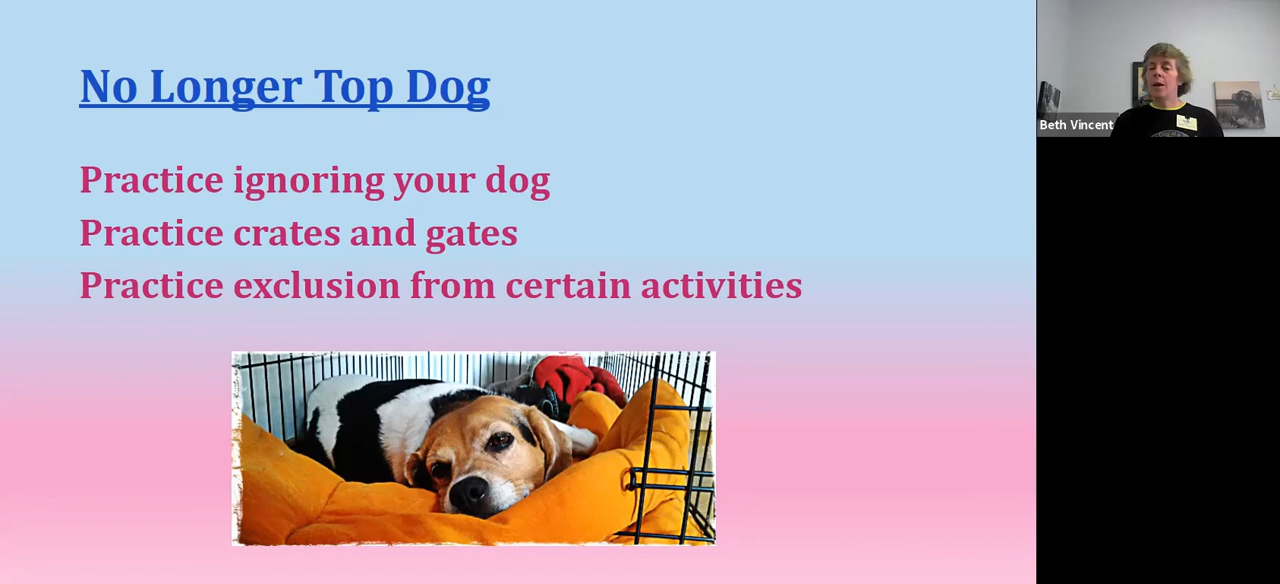 No Longer Top Dog
Practice ignoring your dog
Practice crates and gates
Practice exclusion from certain activities
Beth Vincent